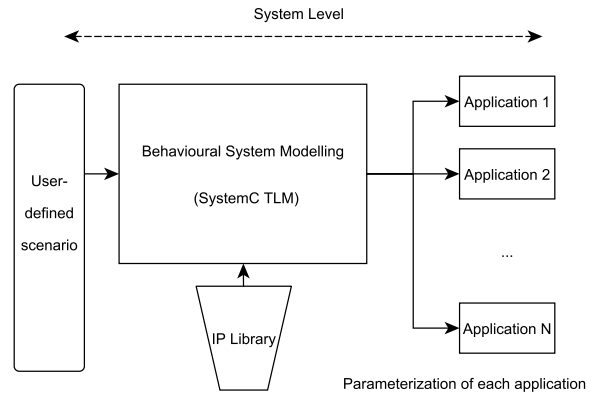 System Level
User-
defined
scenario
Behavioural System Modelling
(SystemC TLM)
IP Library
Application 1
Application 2
...
Application N
Parameterization of each application